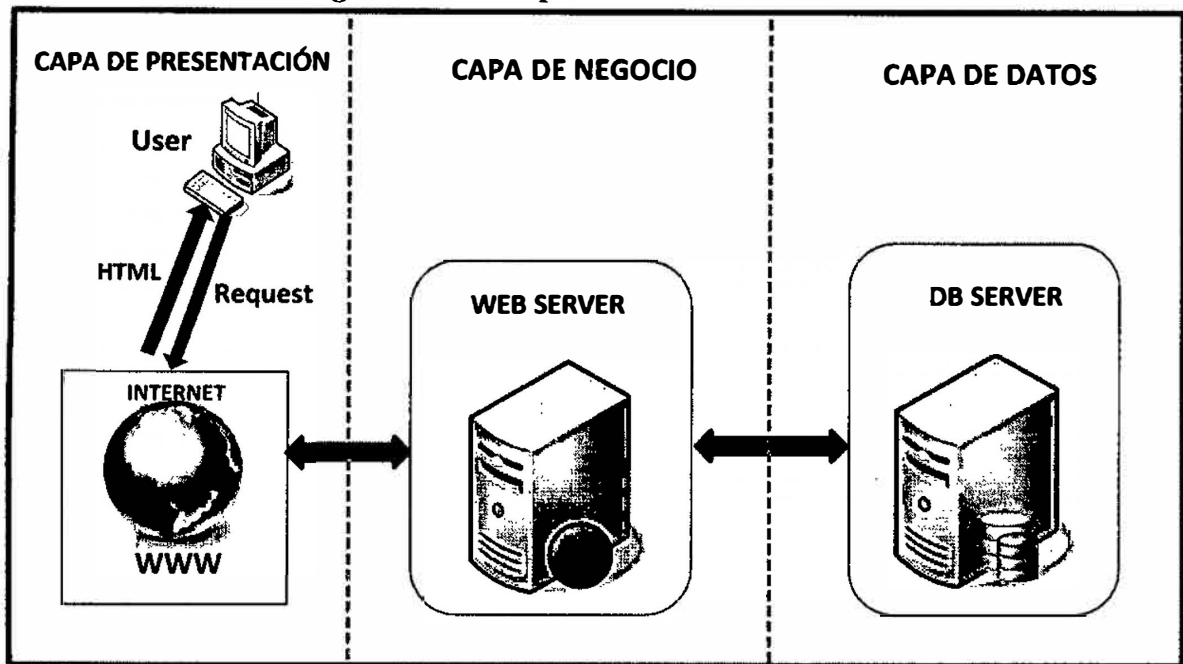 CAPA DE PRESENTACIÓN
User
HTML
Request
INTERNET
WWW
CAPA DE NEGOCIO
WEB SERVER
CAPA DE DATOS
DB SERVER